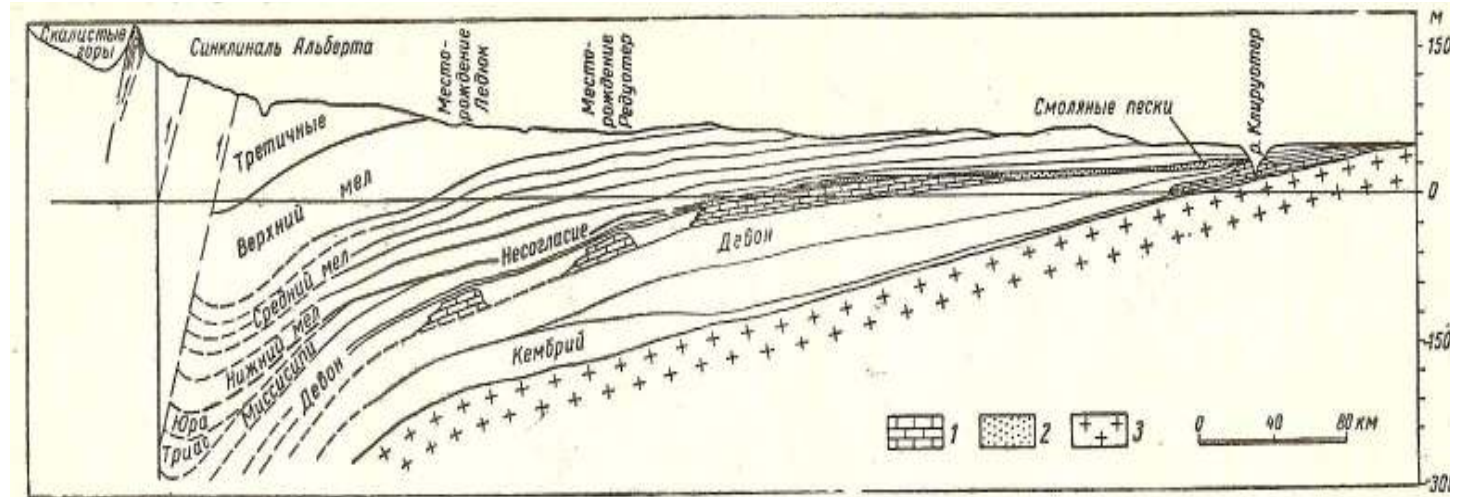 Скалистые
горы
Синклиналь Альберта
Место-
рождение
Ледюк
Место-
рождение
Редуотер
Смоляные пески
р. Клируотер
М
150
0
-150
-300
Третичные
Верхний мел
Средний мел
Нижний мел
Миссисипи
Юра
Триас
Девон
Несогласие
Девон
Кембрий
1
2
3
0 40 80 км